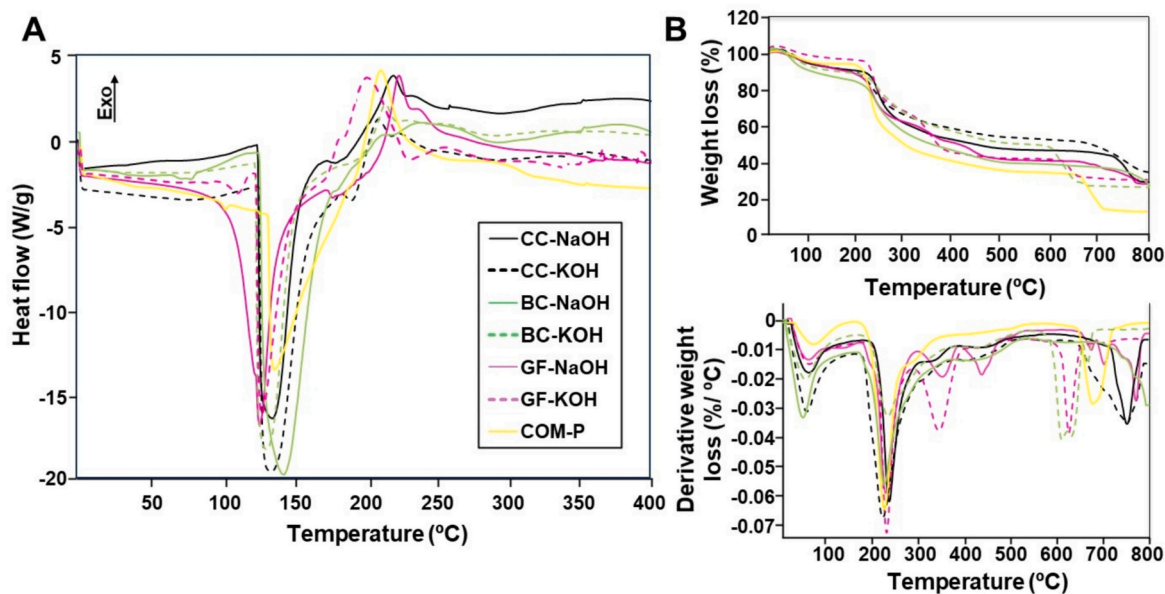 A
Exo
Heat flow (W/g)
5
0
-5
-10
-15
-20
50
100
150
200
250
300
350
400
Temperature (ºC)
CC-NaOH
CC-KOH
BC-NaOH
BC-KOH
GF-NaOH
GF-KOH
COM-P
B
Weight loss (%)
120
100
80
60
40
20
0
100
200
300
400
500
600
700
800
Temperature (ºC)
Derivative weight
loss (%/ ºC)
0
-0.01
-0.02
-0.03
-0.04
-0.05
-0.06
-0.07
100
200
300
400
500
600
700
800
Temperature (ºC)